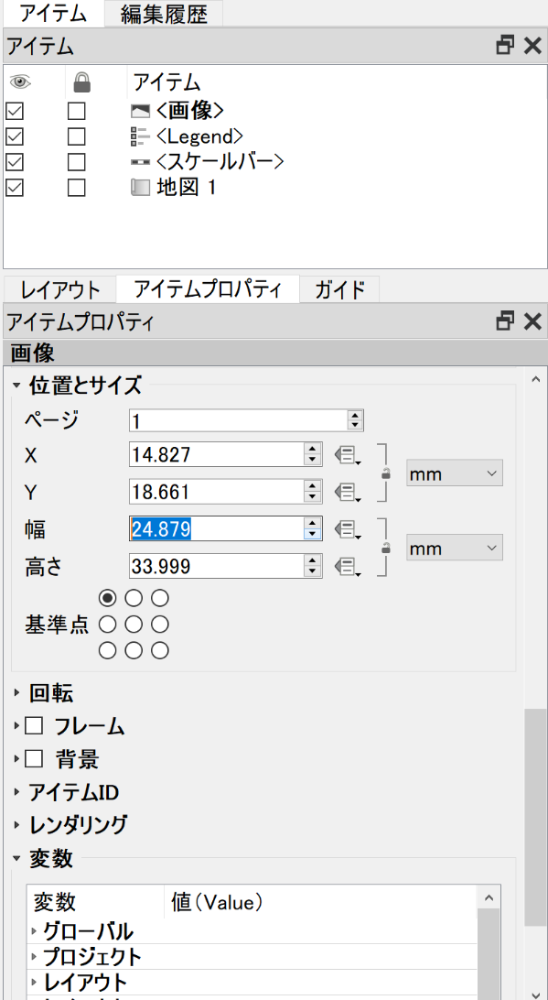 アイテム 編集履歴
アイテム
アイテム
<画像>
<Legend>
<スケールバー>
地図 1
レイアウト アイテムプロパティ ガイド
アイテムプロパティ
画像
位置とサイズ
ページ 1
X 14.827
mm
Y 18.661
幅 24.879
mm
高さ 33.999
基準点
回転
フレーム
背景
アイテムID
レンダリング
変数
変数 値(Value)
グローバル
プロジェクト
レイアウト